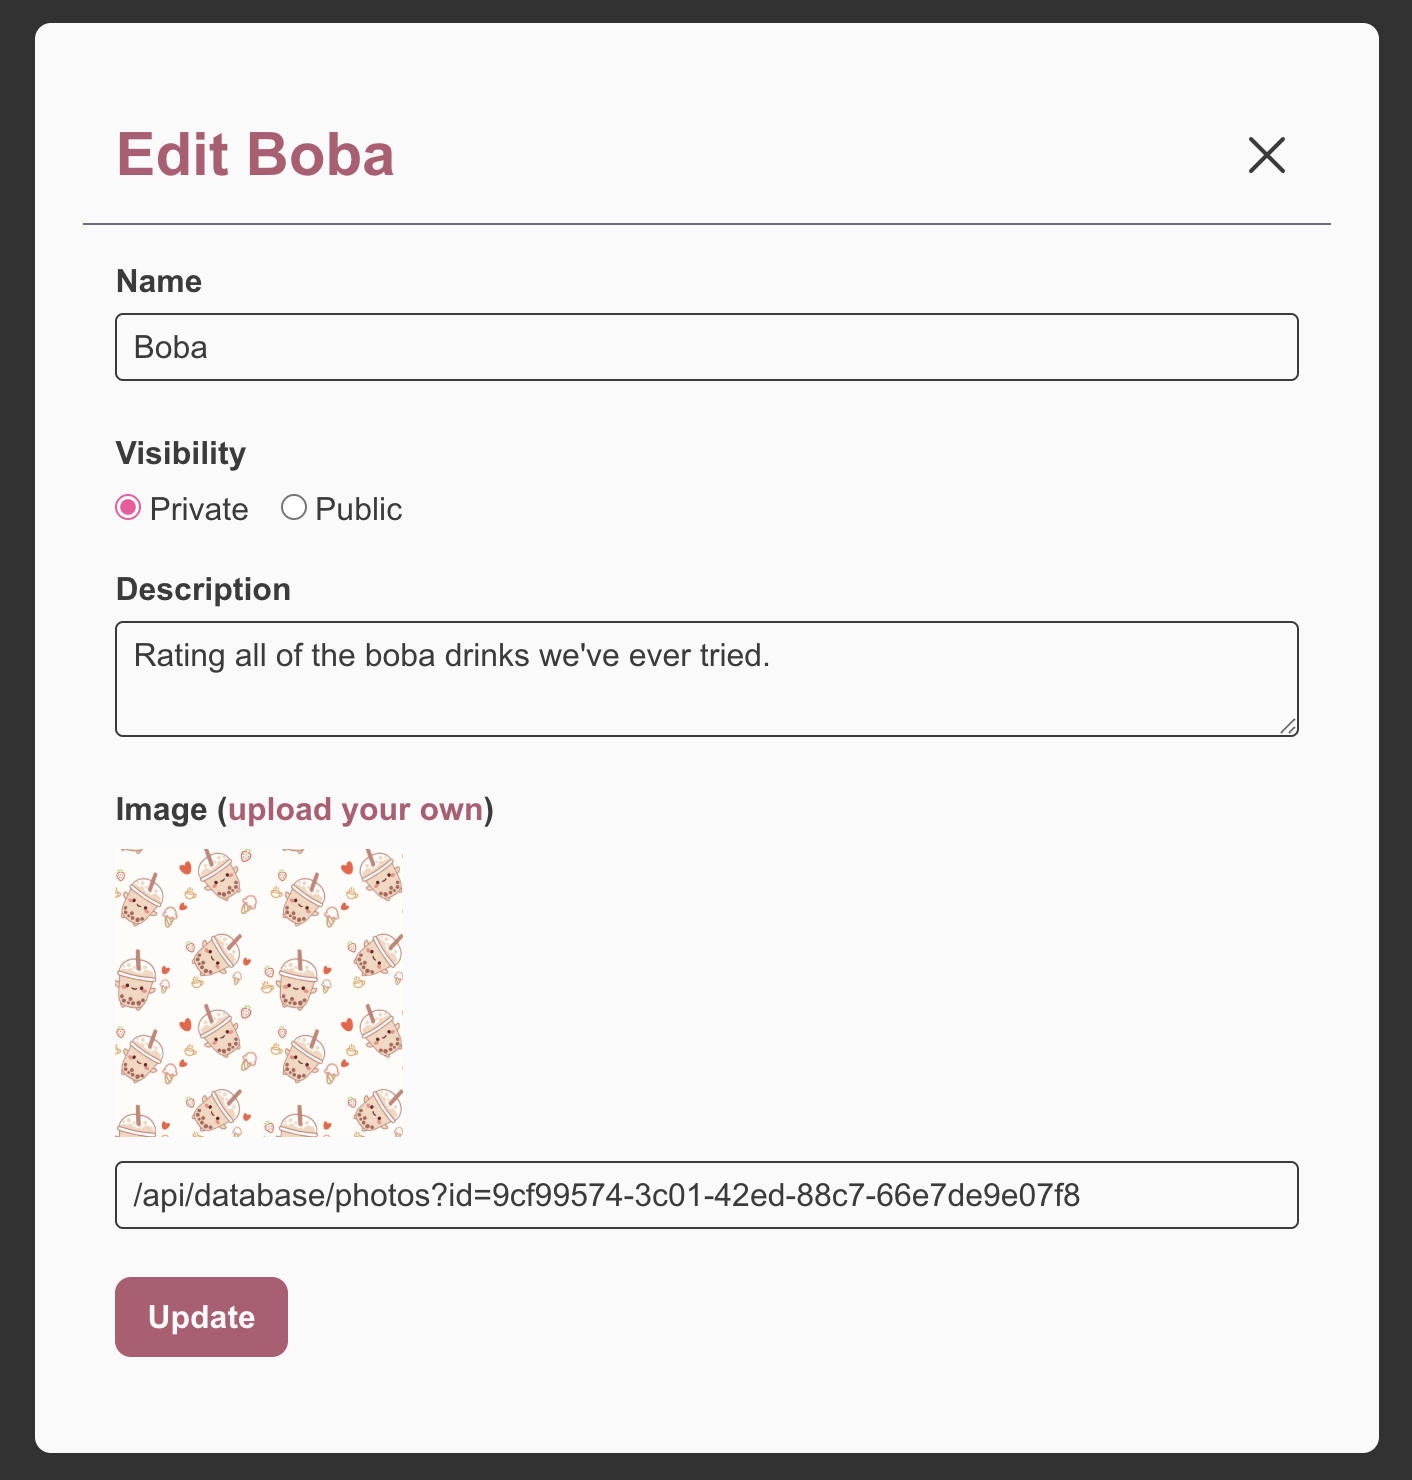 Edit Boba
Name
Boba
Visibility
Private Public
Description
Rating all of the boba drinks we've ever tried.
Image (upload your own)
/api/database/photos?id=9cf99574-3c01-42ed-88c7-66e7de9e07f8
Update